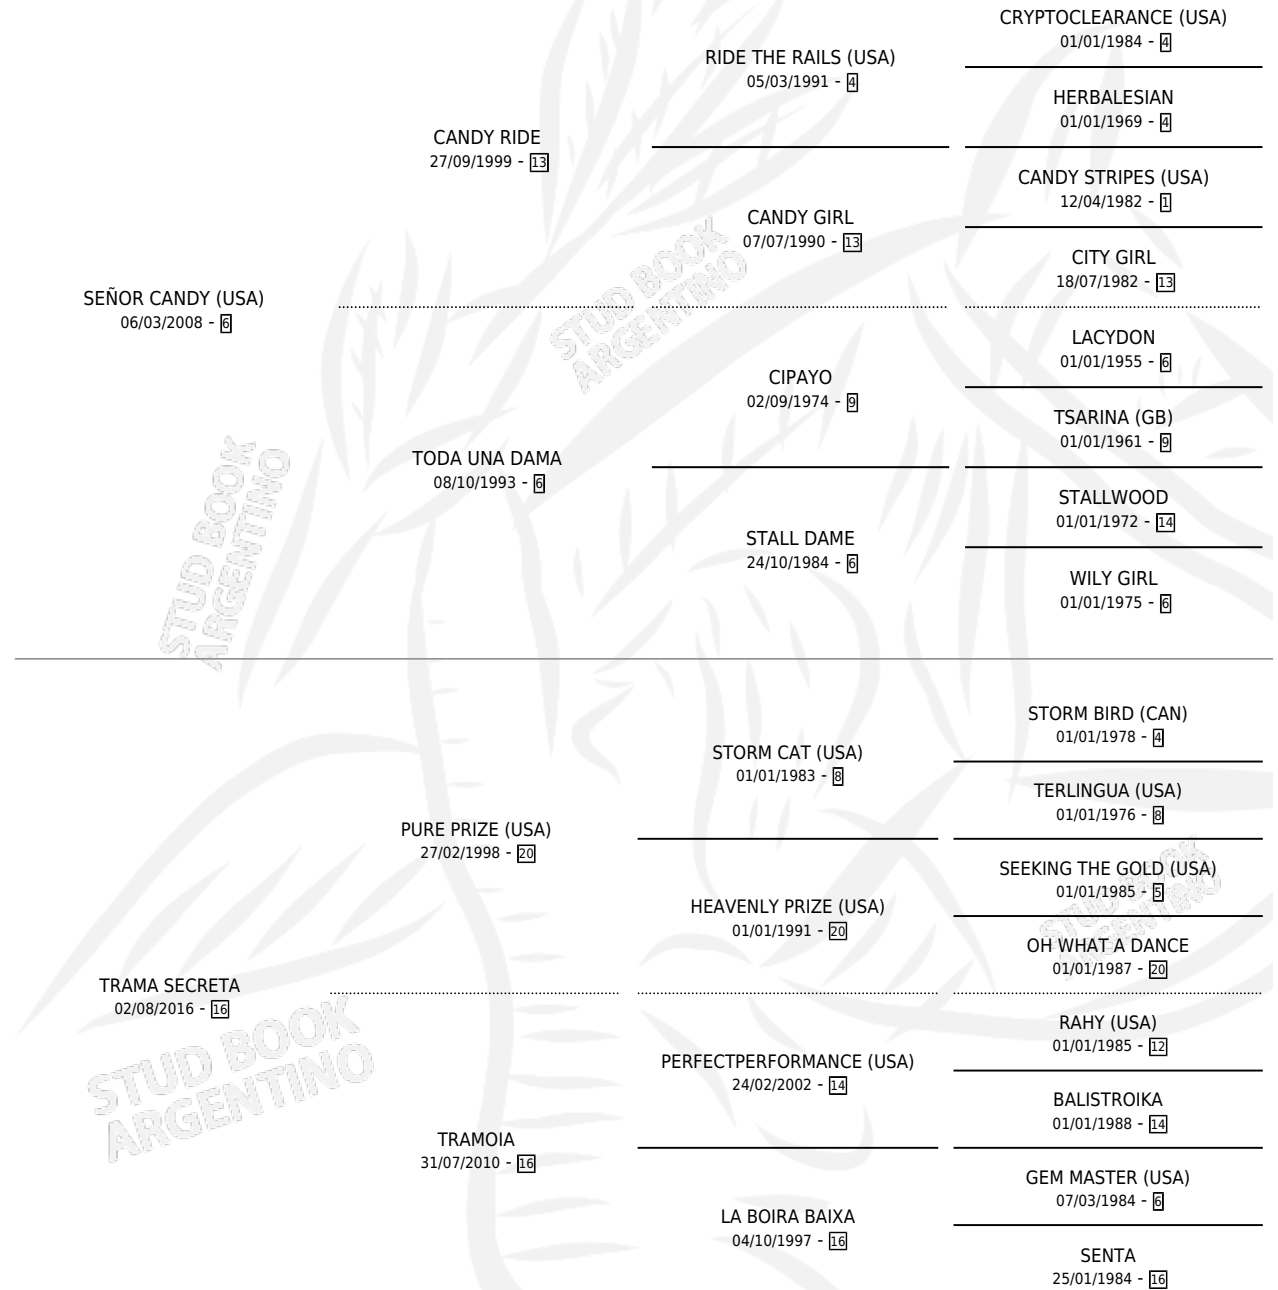 CRYPTOCLEARANCE (USA)
01/01/1984 - 4
RIDE THE RAILS (USA)
05/03/1991 - 4
HERBALESIAN
01/01/1969 - 4
CANDY RIDE
27/09/1999 - 13
CANDY STRIPES (USA)
12/04/1982 - 1
CANDY GIRL
07/07/1990 - 13
CITY GIRL
18/07/1982 - 13
SEÑOR CANDY (USA)
06/03/2008 - 6
LACYDON
01/01/1955 - 6
CIPAYO
02/09/1974 - 9
TSARINA (GB)
01/01/1961 - 9
TODA UNA DAMA
08/10/1993 - 6
STALLWOOD
01/01/1972 - 14
STALL DAME
24/10/1984 - 6
WILY GIRL
01/01/1975 - 6
STUD BOOK
ARGENTINO
STUD BOOK
ARGENTINO
STORM BIRD (CAN)
01/01/1978 - 4
STORM CAT (USA)
01/01/1983 - 8
TERLINGUA (USA)
01/01/1976 - 8
PURE PRIZE (USA)
27/02/1998 - 20
SEEKING THE GOLD (USA)
01/01/1985 - 5
HEAVENLY PRIZE (USA)
01/01/1991 - 20
OH WHAT A DANCE
01/01/1987 - 20
TRAMA SECRETA
02/08/2016 - 16
RAHY (USA)
01/01/1985 - 12
PERFECTPERFORMANCE (USA)
24/02/2002 - 14
BALISTROIKA
01/01/1988 - 14
TRAMOIA
31/07/2010 - 16
GEM MASTER (USA)
07/03/1984 - 6
LA BOIRA BAIXA
04/10/1997 - 16
SENTA
25/01/1984 - 16
STUD BOOK
ARGENTINO
STUD BOOK
ARGENTINO